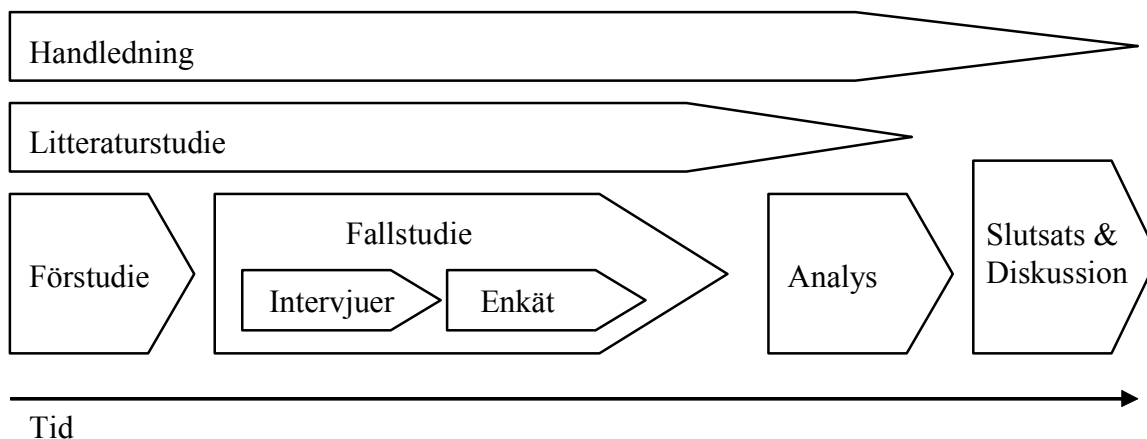 Handledning
Litteraturstudie
Förstudie
Fallstudie
Intervjuer
Enkät
Analys
Slutsats &
Diskussion
Tid